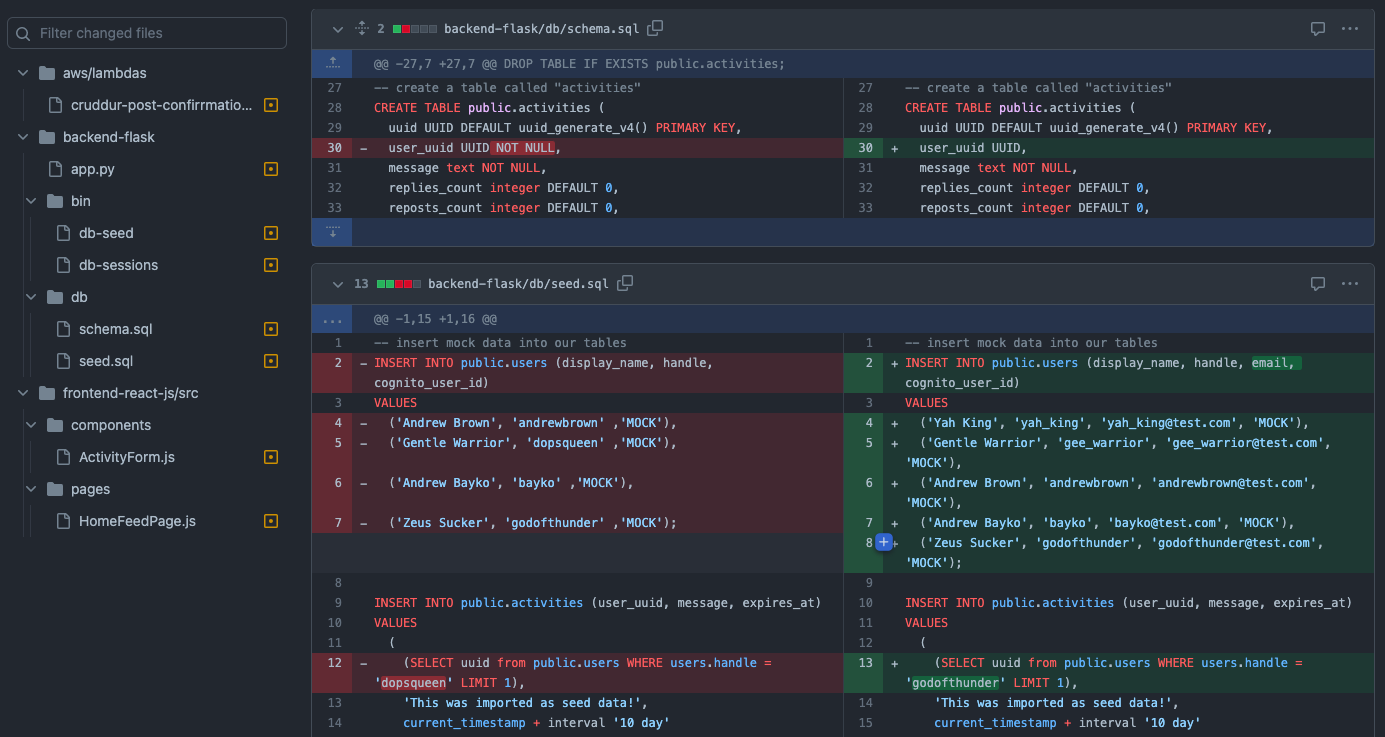 Filter changed files
aws/lambdas
cruddur-post-confirrmatio...
backend-flask
app.py
bin
db-seed
db-sessions
db
schema.sql
seed.sql
frontend-react-js/src
components
ActivityForm.js
pages
HomeFeedPage.js
2 backend-flask/db/schema.sql
@@ -27,7 +27,7 @@ DROP TABLE IF EXISTS public.activities;
27 -- create a table called "activities"
28 CREATE TABLE public.activities (
29 uuid UUID DEFAULT uuid_generate_v4() PRIMARY KEY,
30 - user_uuid UUID NOT NULL,
31 message text NOT NULL,
32 replies_count integer DEFAULT 0,
33 reposts_count integer DEFAULT 0,
27 -- create a table called "activities"
28 CREATE TABLE public.activities (
29 uuid UUID DEFAULT uuid_generate_v4() PRIMARY KEY,
30 + user_uuid UUID,
31 message text NOT NULL,
32 replies_count integer DEFAULT 0,
33 reposts_count integer DEFAULT 0,
13 backend-flask/db/seed.sql
... @@ -1,15 +1,16 @@
1 -- insert mock data into our tables
2 - INSERT INTO public.users (display_name, handle,
cognito_user_id)
3 VALUES
4 - ('Andrew Brown', 'andrewbrown' ,'MOCK'),
5 - ('Gentle Warrior', 'dopsqueen' ,'MOCK'),
6 - ('Andrew Bayko', 'bayko' ,'MOCK'),
7 - ('Zeus Sucker', 'godofthunder' ,'MOCK');
8
9 INSERT INTO public.activities (user_uuid, message, expires_at)
10 VALUES
11 (
12 - (SELECT uuid from public.users WHERE users.handle =
'dopsqueen' LIMIT 1),
13 'This was imported as seed data!',
14 current_timestamp + interval '10 day'
1 -- insert mock data into our tables
2 + INSERT INTO public.users (display_name, handle, email,
cognito_user_id)
3 VALUES
4 + ('Yah King', 'yah_king', 'yah_king@test.com', 'MOCK'),
5 + ('Gentle Warrior', 'gee_warrior', 'gee_warrior@test.com',
'MOCK'),
6 + ('Andrew Brown', 'andrewbrown', 'andrewbrown@test.com',
'MOCK'),
7 + ('Andrew Bayko', 'bayko', 'bayko@test.com', 'MOCK'),
8 + ('Zeus Sucker', 'godofthunder', 'godofthunder@test.com',
'MOCK');
9
10 INSERT INTO public.activities (user_uuid, message, expires_at)
11 VALUES
12 (
13 + (SELECT uuid from public.users WHERE users.handle =
'godofthunder' LIMIT 1),
14 'This was imported as seed data!',
15 current_timestamp + interval '10 day'